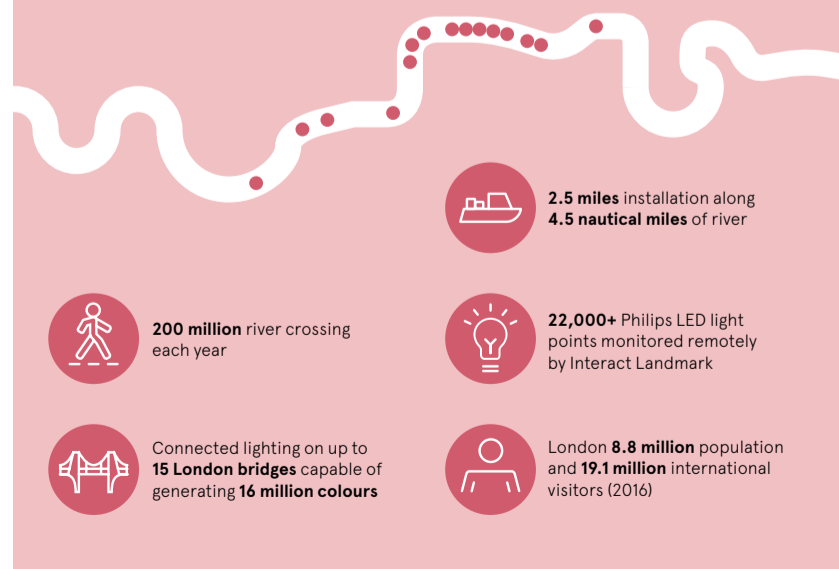 2.5 miles installation along
4.5 nautical miles of river
200 million river crossing
each year
22,000+ Philips LED light
points monitored remotely
by Interact Landmark
Connected lighting on up to
15 London bridges capable of
generating 16 million colours
London 8.8 million population
and 19.1 million international
visitors (2016)